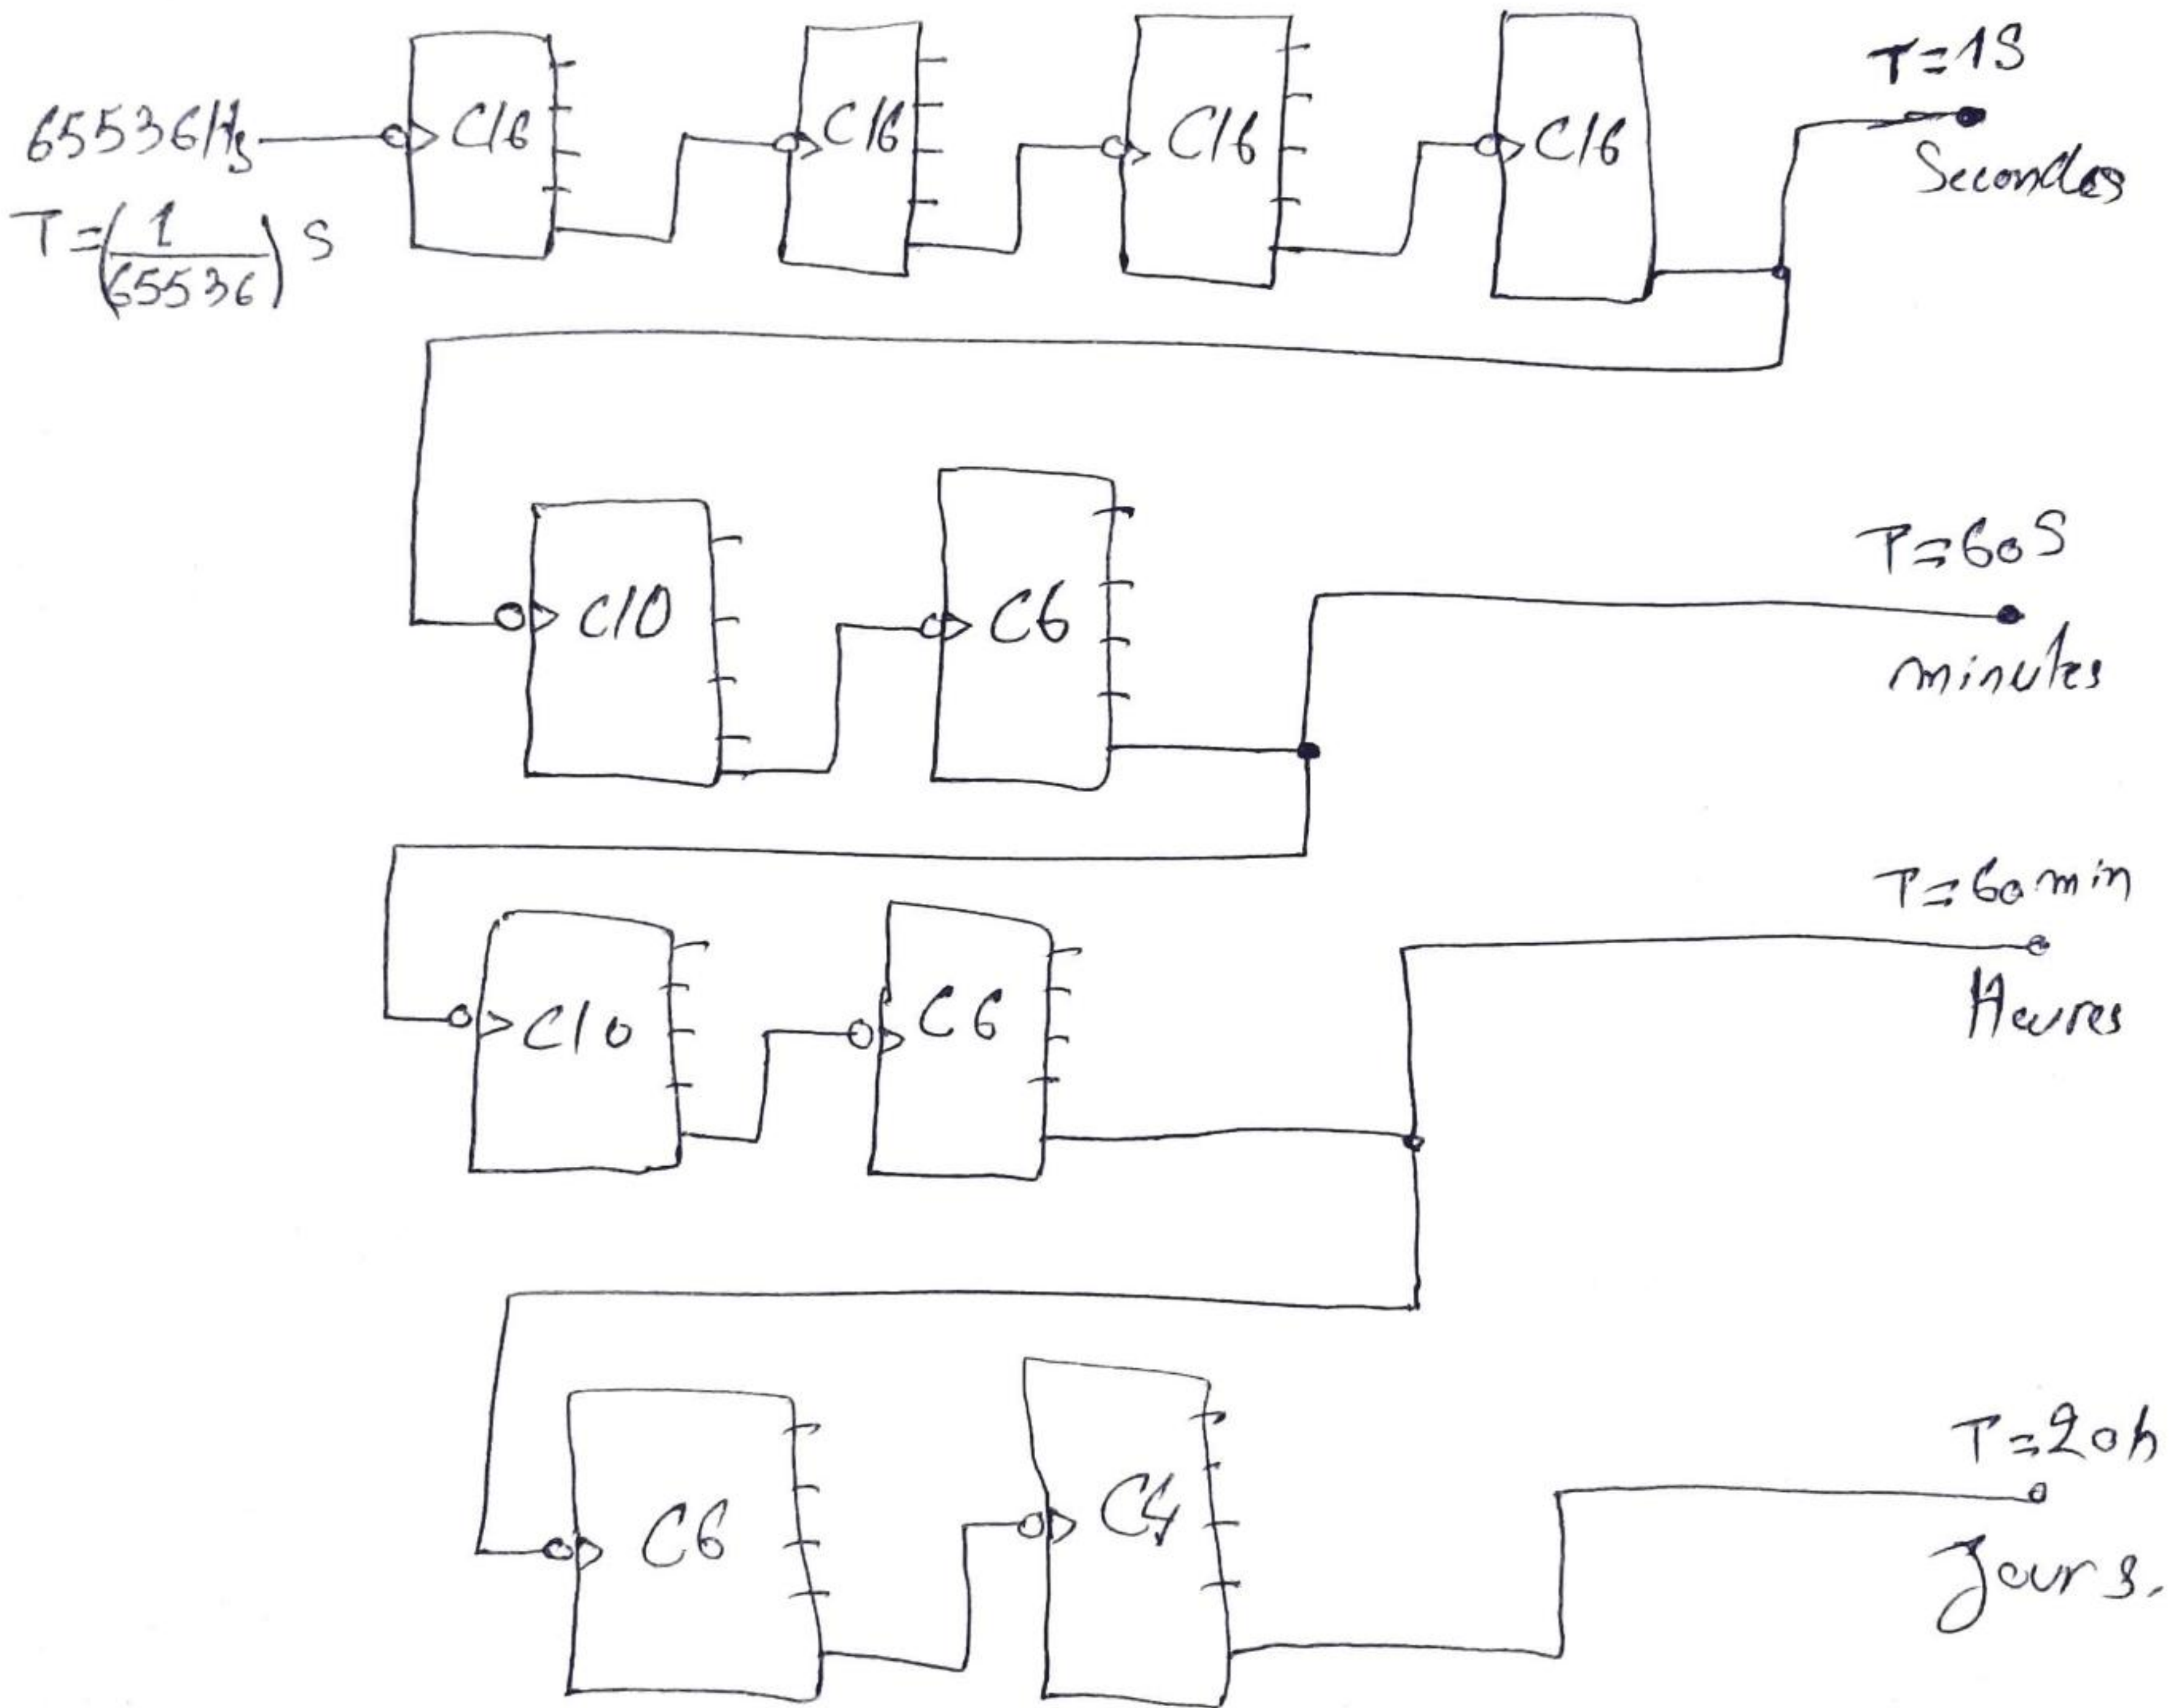 T=1S
65536Hz
C16
C16
C16
C16
Secondes
T=(1/65536) S
T=60S
C10
C6
minutes
T=60min
C10
C6
Heures
T=20h
C6
C4
Jours.